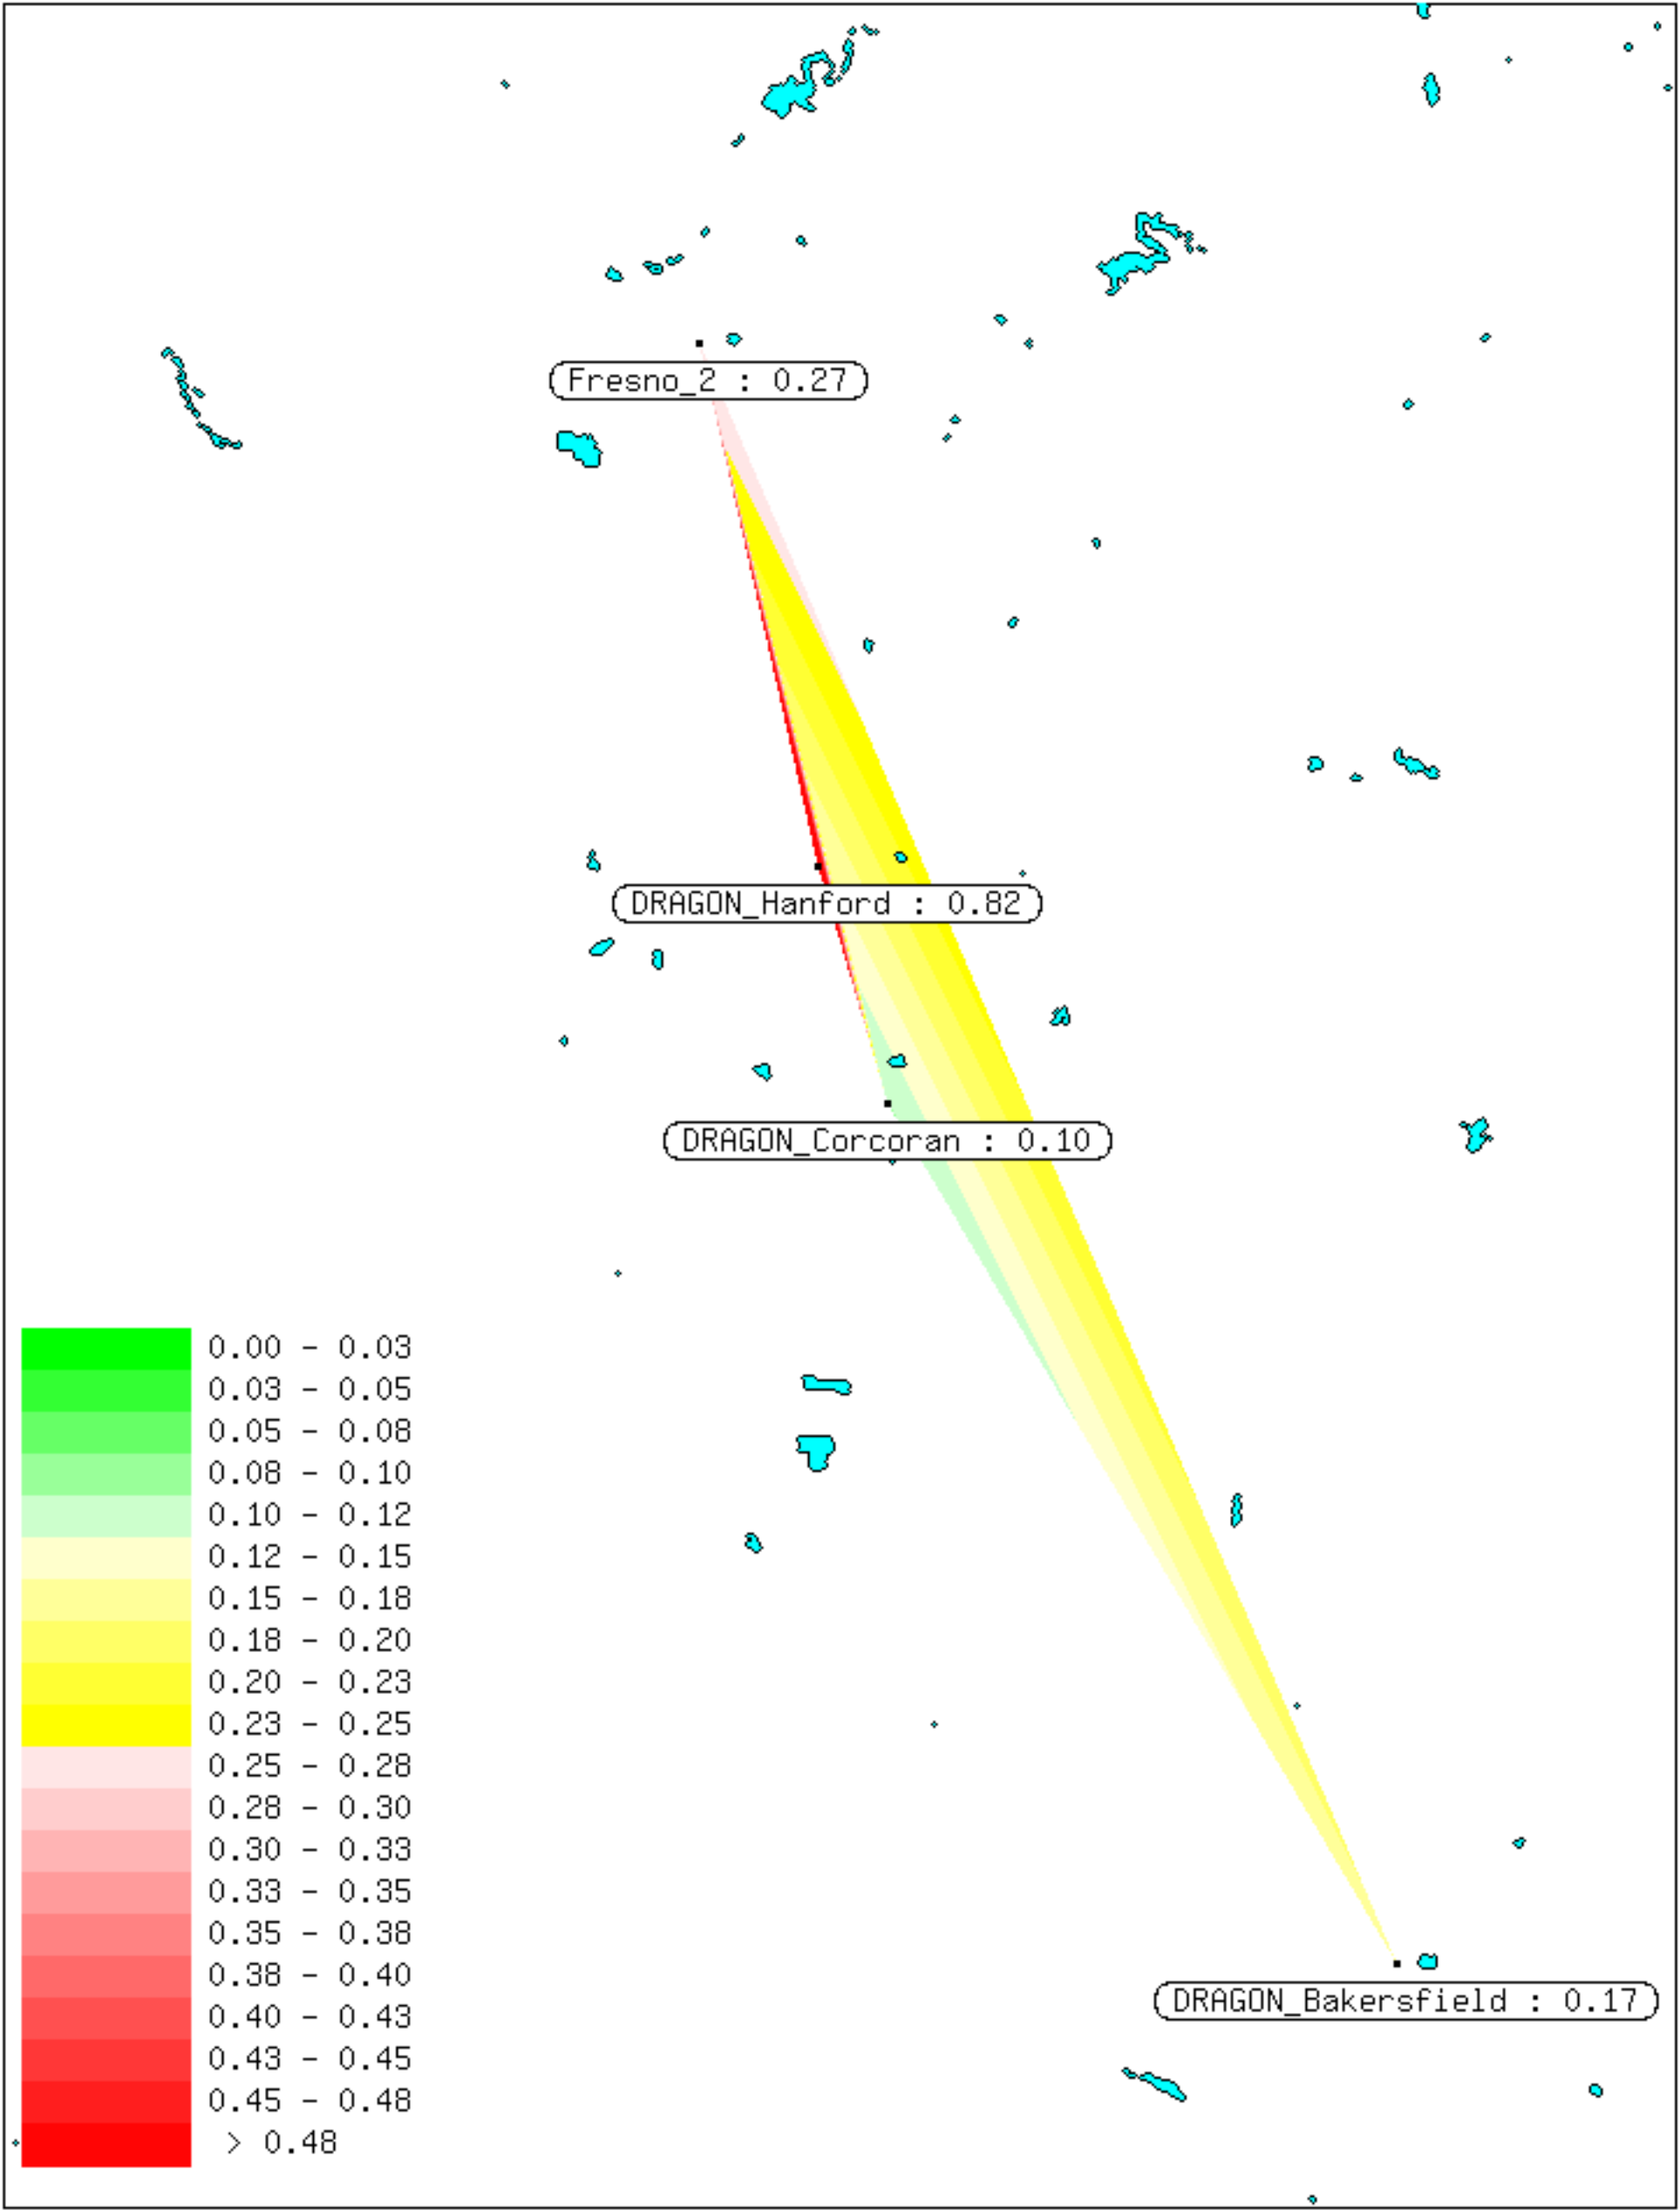 Fresno_2 : 0.27
DRAGON_Hanford : 0.82
DRAGON_Corcoran : 0.10
0.00 - 0.03
0.03 - 0.05
0.05 - 0.08
0.08 - 0.10
0.10 - 0.12
0.12 - 0.15
0.15 - 0.18
0.18 - 0.20
0.20 - 0.23
0.23 - 0.25
0.25 - 0.28
0.28 - 0.30
0.30 - 0.33
0.33 - 0.35
0.35 - 0.38
0.38 - 0.40
0.40 - 0.43
0.43 - 0.45
0.45 - 0.48
> 0.48
DRAGON_Bakersfield : 0.17